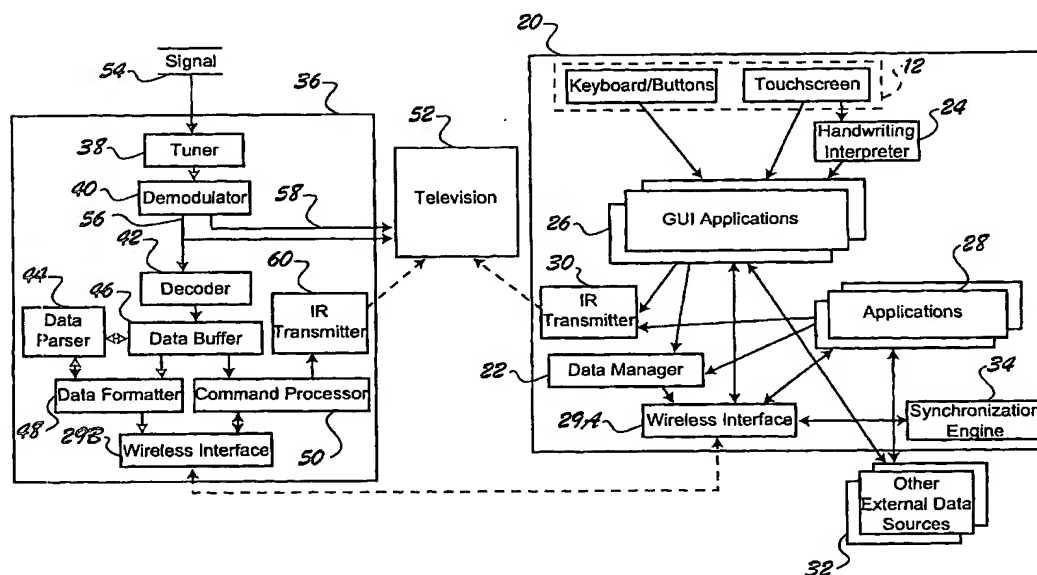 Signal
54
36
38
Tuner
40
Demodulator
56
58
42
Decoder
44
46
60
Data
Parser
Data Buffer
IR
Transmitter
Data Formatter
Command Processor
48
29B
Wireless Interface
50
52
Television
20
12
Keyboard/Buttons
Touchscreen
24
Handwriting
Interpreter
GUI Applications
26
28
30
IR
Transmitter
Applications
22
Data Manager
34
29A
Wireless Interface
Synchronization
Engine
Other
External Data
Sources
32